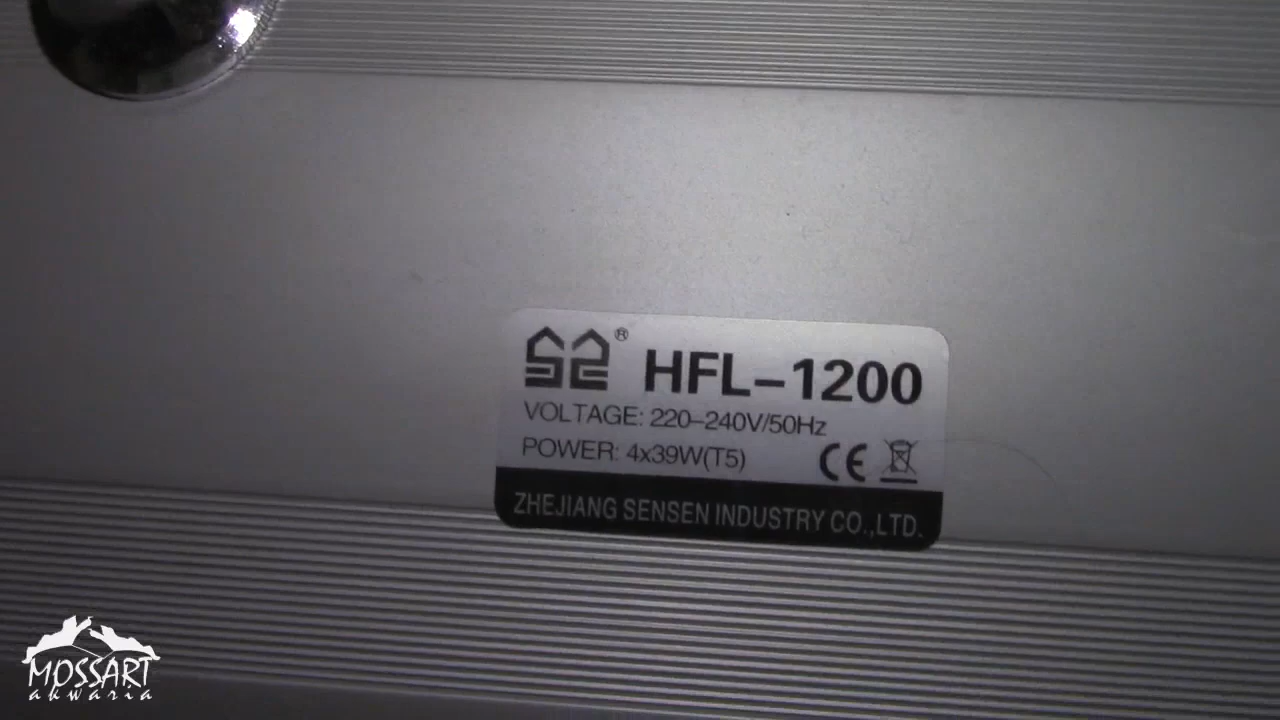 ® HFL-1200
VOLTAGE: 220-240V/50Hz
POWER: 4x39W(T5)
CE
ZHEJIANG SENSEN INDUSTRY CO.,LTD.
MOSSART
akwaria